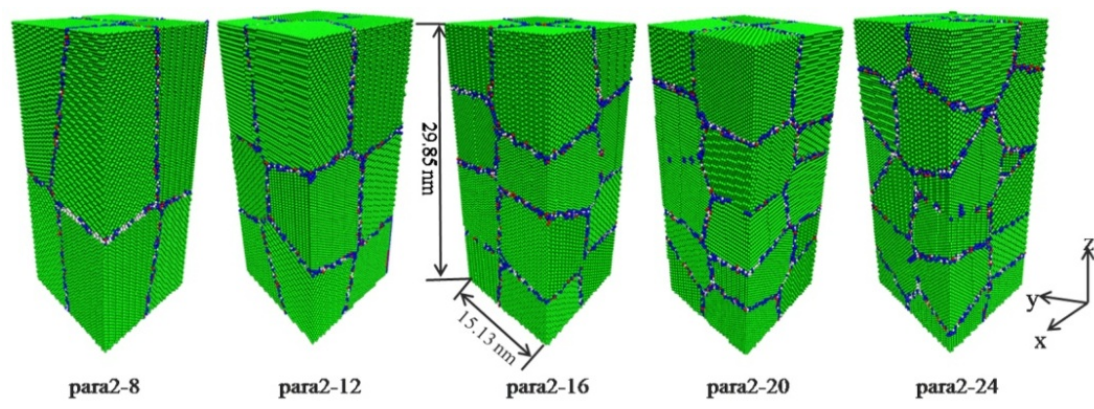 29.85 nm
15.13 nm
z
y
x
para2-8
para2-12
para2-16
para2-20
para2-24